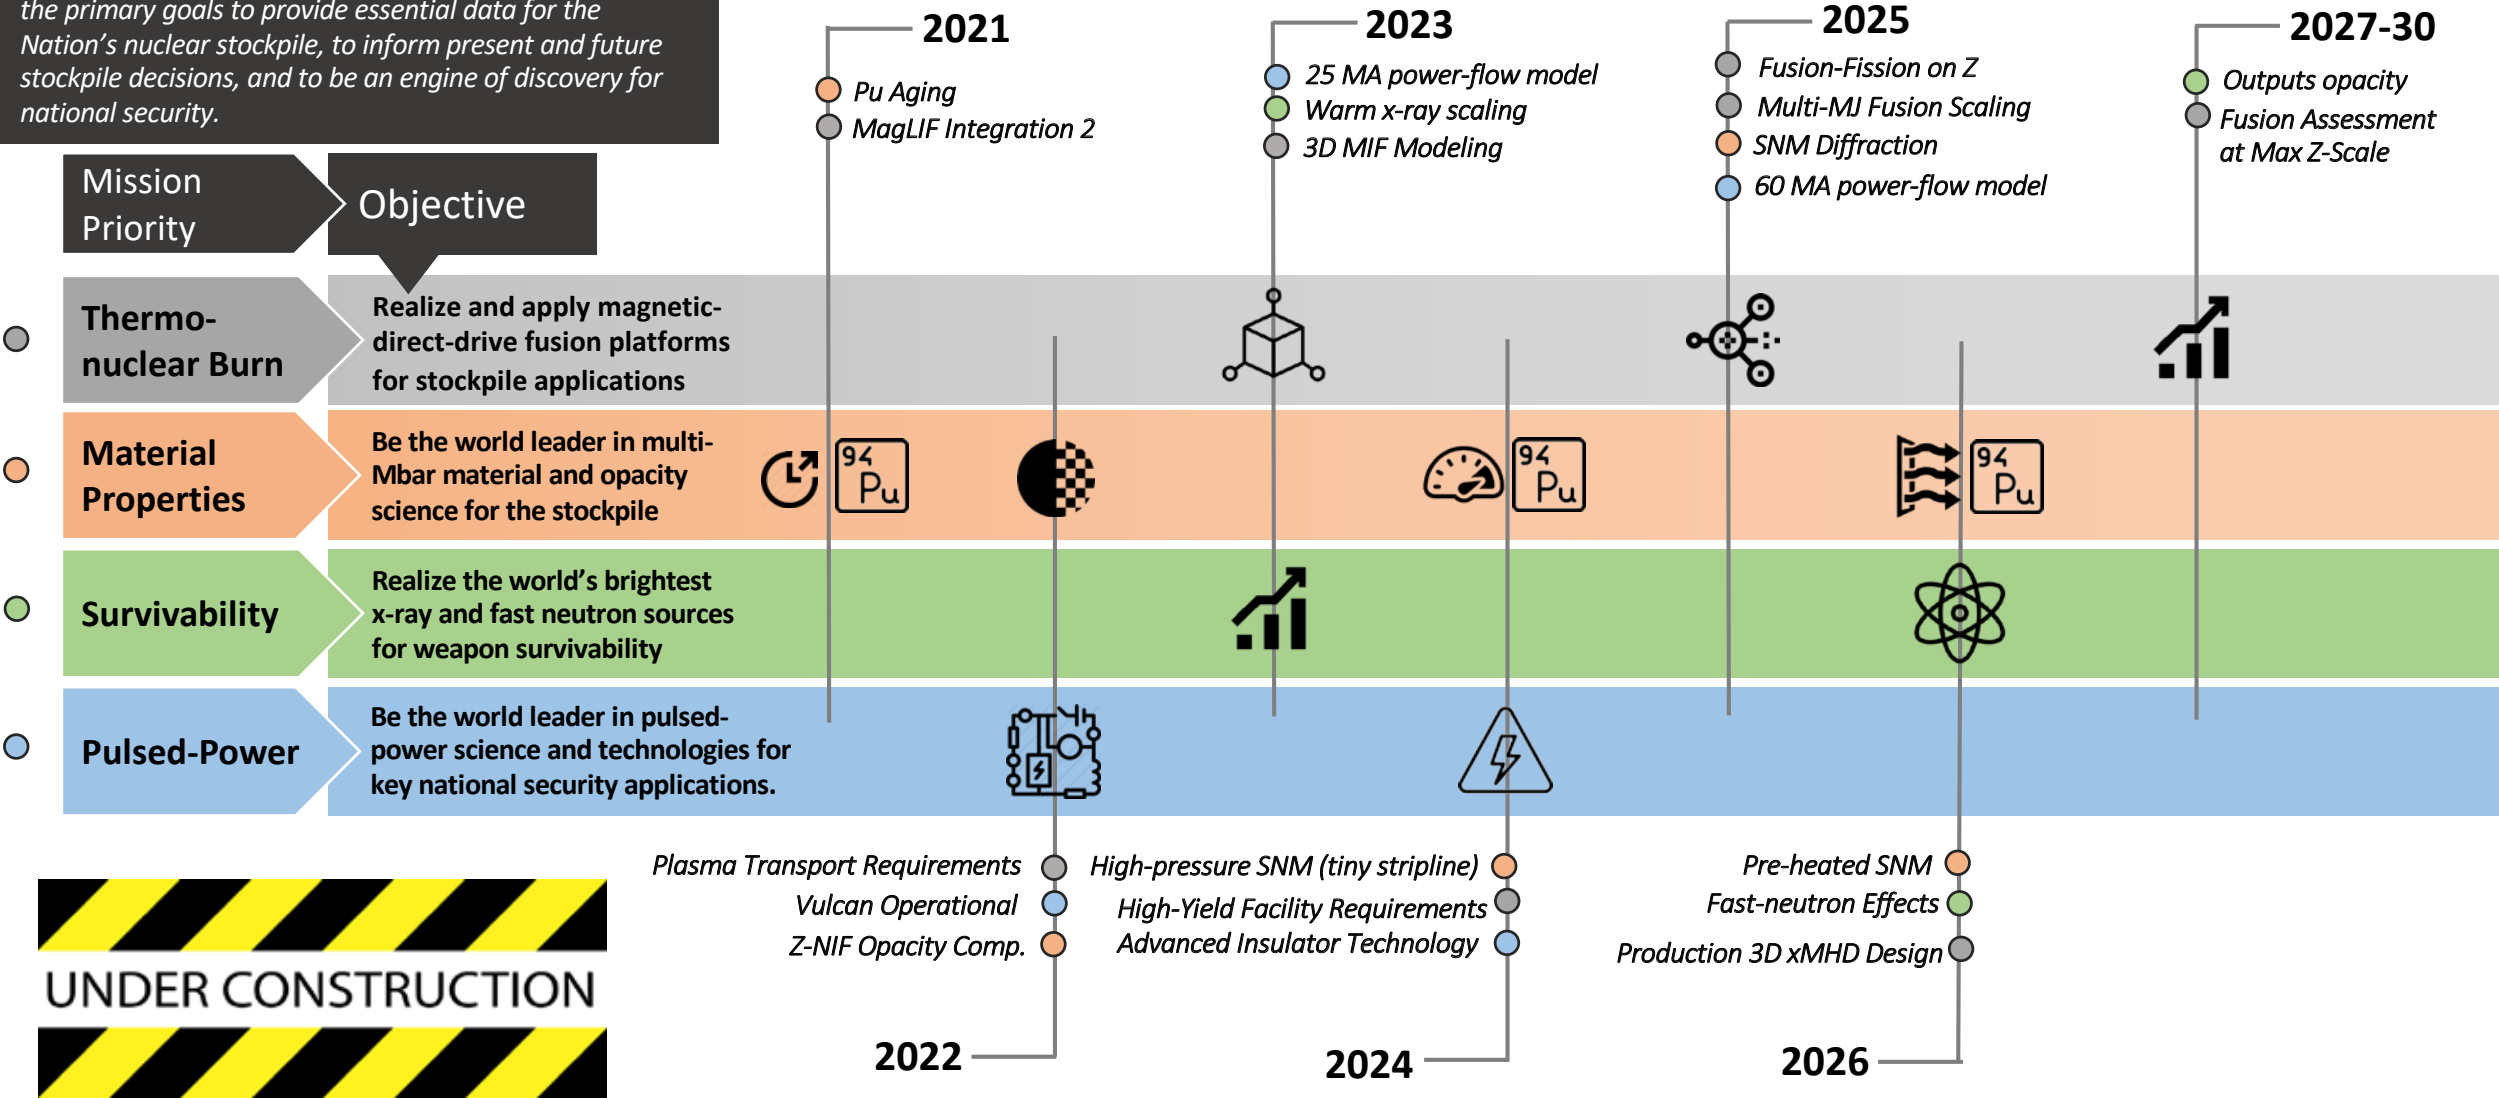 the primary goals to provide essential data for the
Nation’s nuclear stockpile, to inform present and future
stockpile decisions, and to be an engine of discovery for
national security.
2021
Pu Aging
MagLIF Integration 2
2023
25 MA power-flow model
Warm x-ray scaling
3D MIF Modeling
2025
Fusion-Fission on Z
Multi-MJ Fusion Scaling
SNM Diffraction
60 MA power-flow model
2027-30
Outputs opacity
Fusion Assessment
at Max Z-Scale
Mission
Priority
Objective
Thermo-
nuclear Burn
Realize and apply magnetic-
direct-drive fusion platforms
for stockpile applications
Material
Properties
Be the world leader in multi-
Mbar material and opacity
science for the stockpile
94
Pu
94
Pu
94
Pu
Survivability
Realize the world’s brightest
x-ray and fast neutron sources
for weapon survivability
Pulsed-Power
Be the world leader in pulsed-
power science and technologies for
key national security applications.
Plasma Transport Requirements
Vulcan Operational
Z-NIF Opacity Comp.
2022
High-pressure SNM (tiny stripline)
High-Yield Facility Requirements
Advanced Insulator Technology
2024
Pre-heated SNM
Fast-neutron Effects
Production 3D xMHD Design
2026
UNDER CONSTRUCTION